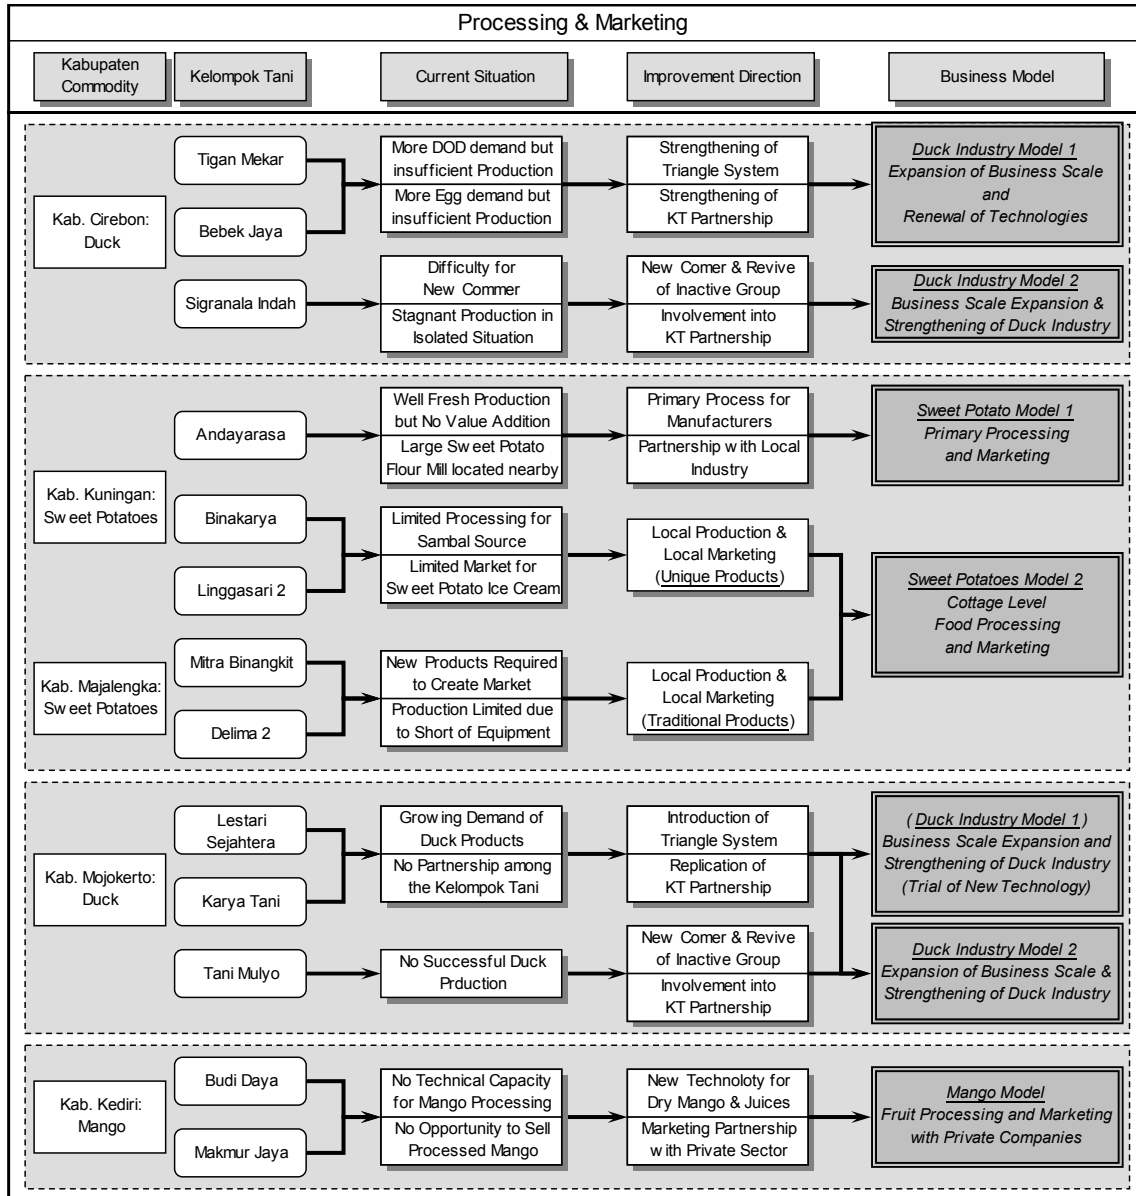 Processing & Marketing
Kabupaten
Commodity
Kelompok Tani
Current Situation
Improvement Direction
Business Model
Kab. Cirebon:
Duck
Tigan Mekar
Bebek Jaya
More DOD demand but
insufficient Production
More Egg demand but
insufficient Production
Strengthening of
Triangle System
Strengthening of
KT Partnership
Duck Industry Model 1
Expansion of Business Scale
and
Renewal of Technologies
Sigranala Indah
Difficulty for
New Commer
Stagnant Production in
Isolated Situation
New Comer & Revive
of Inactive Group
Involvement into
KT Partnership
Duck Industry Model 2
Business Scale Expansion &
Strengthening of Duck Industry
Kab. Kuningan:
Sweet Potatoes
Andayarasa
Well Fresh Production
but No Value Addition
Large Sweet Potato
Flour Mill located nearby
Primary Process for
Manufacturers
Partnership with Local
Industry
Sweet Potato Model 1
Primary Processing
and Marketing
Binakarya
Linggasari 2
Limited Processing for
Sambal Source
Limited Market for
Sweet Potato Ice Cream
Local Production &
Local Marketing
(Unique Products)
Sweet Potatoes Model 2
Cottage Level
Food Processing
and Marketing
Kab. Majalengka:
Sweet Potatoes
Mitra Binangkit
Delima 2
New Products Required
to Create Market
Production Limited due
to Short of Equipment
Local Production &
Local Marketing
(Traditional Products)
Kab. Mojokerto:
Duck
Lestari
Sejahtera
Karya Tani
Growing Demand of
Duck Products
No Partnership among
the Kelompok Tani
Introduction of
Triangle System
Replication of
KT Partnership
(Duck Industry Model 1)
Business Scale Expansion and
Strengthening of Duck Industry
(Trial of New Technology)
Tani Mulyo
No Successful Duck
Prduction
New Comer & Revive
of Inactive Group
Involvement into
KT Partnership
Duck Industry Model 2
Expansion of Business Scale &
Strengthening of Duck Industry
Kab. Kediri:
Mango
Budi Daya
Makmur Jaya
No Technical Capacity
for Mango Processing
No Opportunity to Sell
Processed Mango
New Technoloty for
Dry Mango & Juices
Marketing Partnership
with Private Sector
Mango Model
Fruit Processing and Marketing
with Private Companies